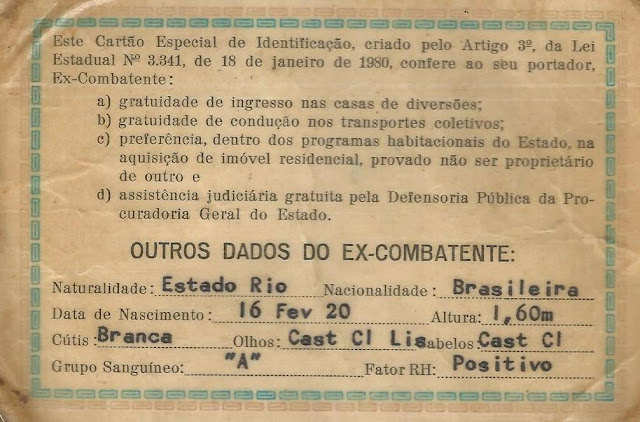 Este Cartão Especial de Identificação, criado pelo Artigo 3º, da Lei
Estadual Nº 3.341, de 18 de janeiro de 1980, confere ao seu portador,
Ex-Combatente:
a) gratuidade de ingresso nas casas de diversões;
b) gratuidade de condução nos transportes coletivos;
c) preferência, dentro dos programas habitacionais do Estado, na
aquisição de imóvel residencial, provado não ser proprietário
de outro e
d) assistência judiciária gratuita pela Defensoria Pública da Pro-
curadoria Geral do Estado.
OUTROS DADOS DO EX-COMBATENTE:
Naturalidade: Estado Rio Nacionalidade: Brasileira
Data de Nascimento: 16 Fev 20 Altura: 1,60m
Cútis: Branca Olhos: Cast Cl Lisabelos: Cast Cl
Grupo Sanguíneo: "A" Fator RH: Positivo